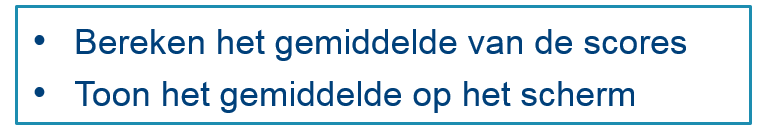 • Bereken het gemiddelde van de scores
• Toon het gemiddelde op het scherm